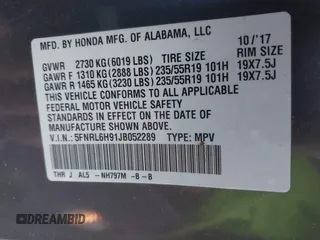 MFD. BY HONDA MFG. OF ALABAMA, LLC 10/'17
GVWR 2730 KG(6019 LBS) TIRE SIZE RIM SIZE
GAWR F 1310 KG(2888 LBS) 235/55R19 101H 19X7.5J
GAWR R 1465 KG(3230 LBS) 235/55R19 101H 19X7.5J
THIS VEHICLE CONFORMS TO ALL APPLICABLE
FEDERAL MOTOR VEHICLE SAFETY
STANDARDS IN EFFECT ON THE DATE OF
MANUFACTURE SHOWN ABOVE.
V.I.N.: 5FNRL6H91JB052289 TYPE: MPV
THR J AL5 -NH797M -B-B
DREAMBID